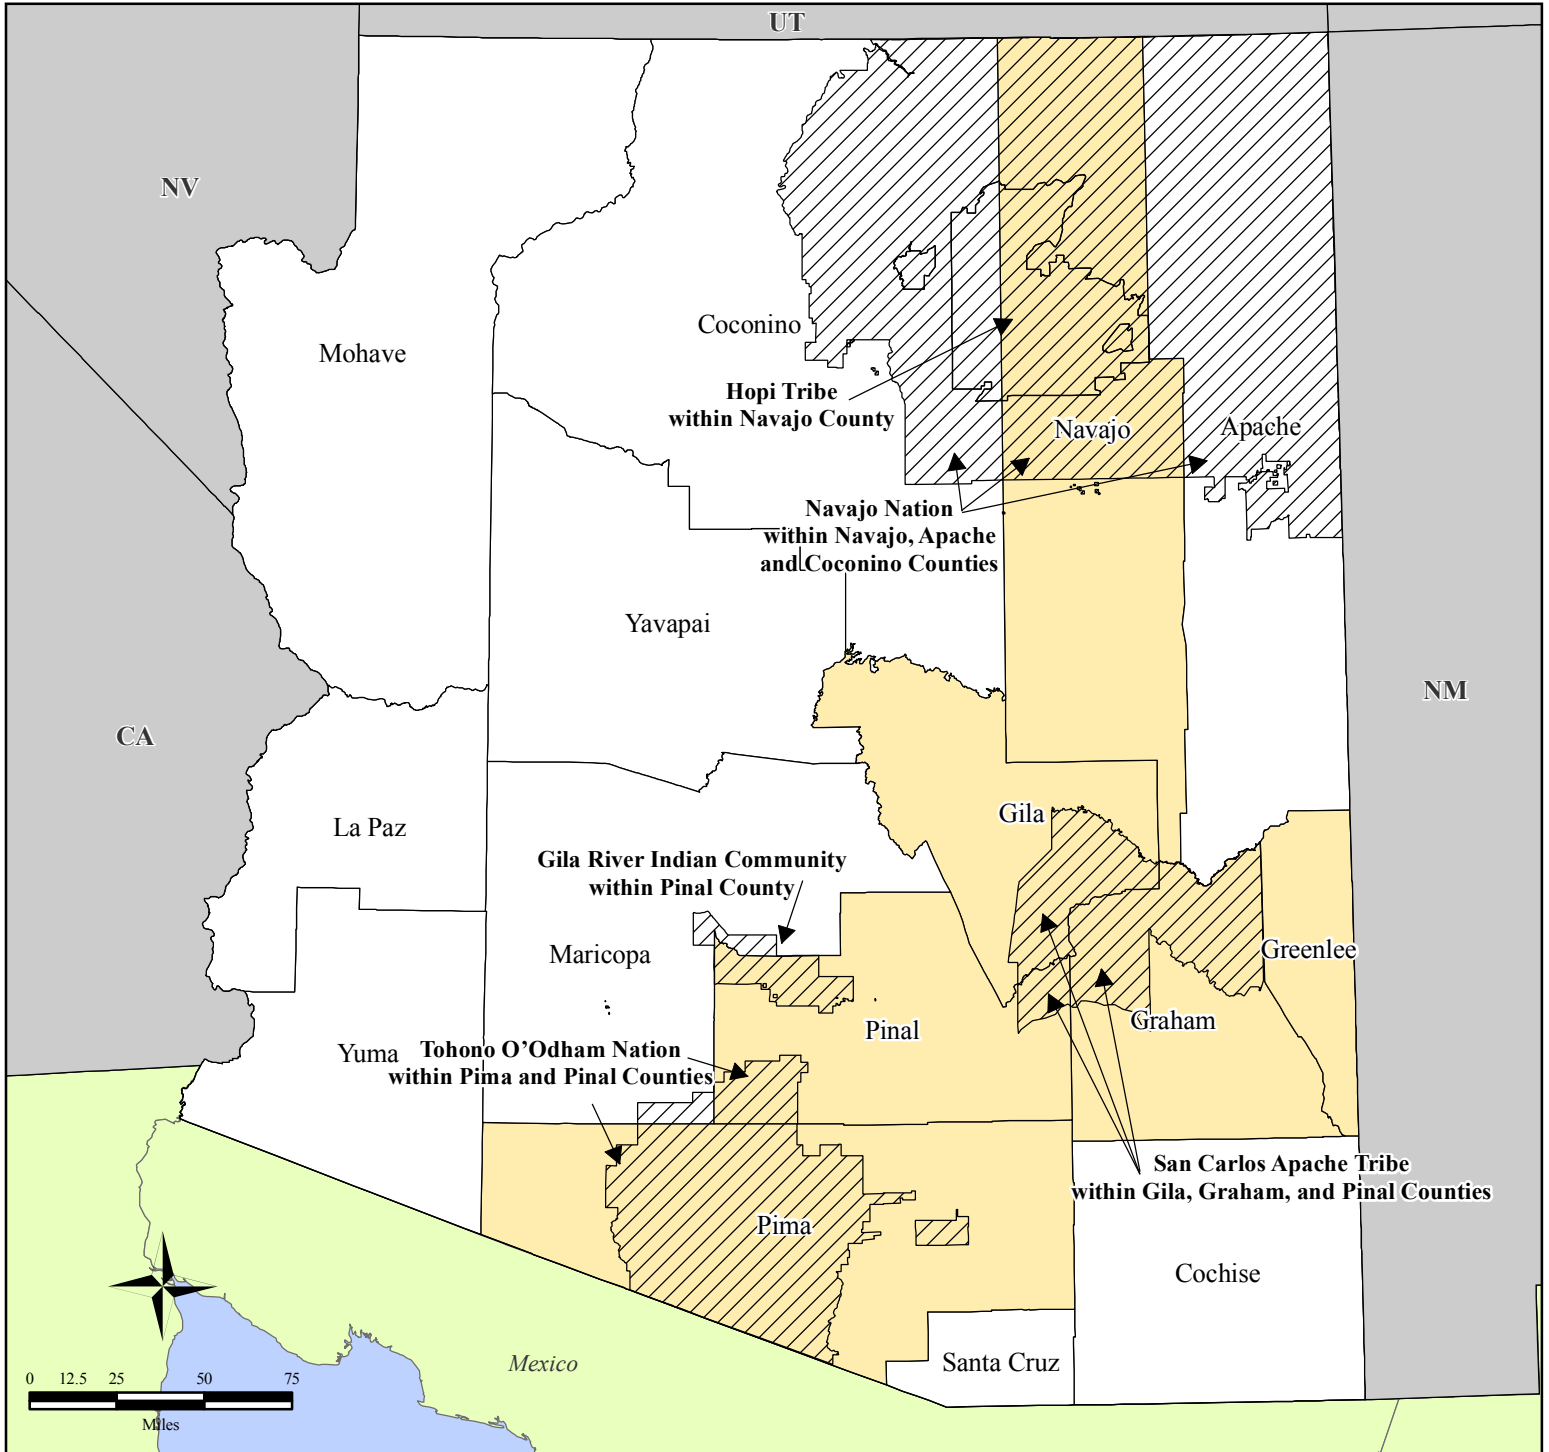 UT
NV
Coconino
Mohave
Hopi Tribe
within Navajo County
Navajo
Apache
Navajo Nation
within Navajo, Apache
and Coconino Counties
Yavapai
NM
CA
Gila
La Paz
Gila River Indian Community
within Pinal County
Maricopa
Greenlee
Pinal
Graham
Yuma
Tohono O’Odham Nation
within Pima and Pinal Counties
San Carlos Apache Tribe
within Gila, Graham, and Pinal Counties
Pima
Cochise
Mexico
Santa Cruz
0 12.5 25 50 75
Miles